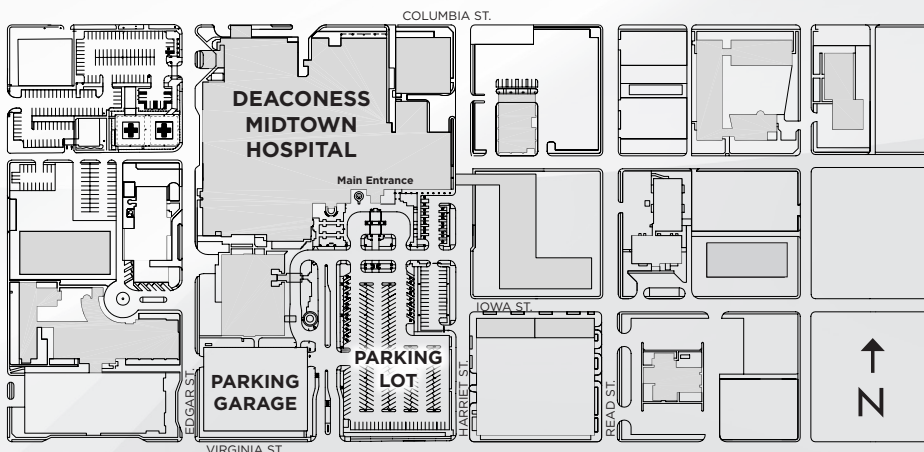 COLUMBIA ST.
DEACONESS
MIDTOWN
HOSPITAL
Main Entrance
IOWA ST.
PARKING
LOT
PARKING
GARAGE
EDGAR ST.
HARRIET ST.
READ ST.
VIRGINIA ST.
N